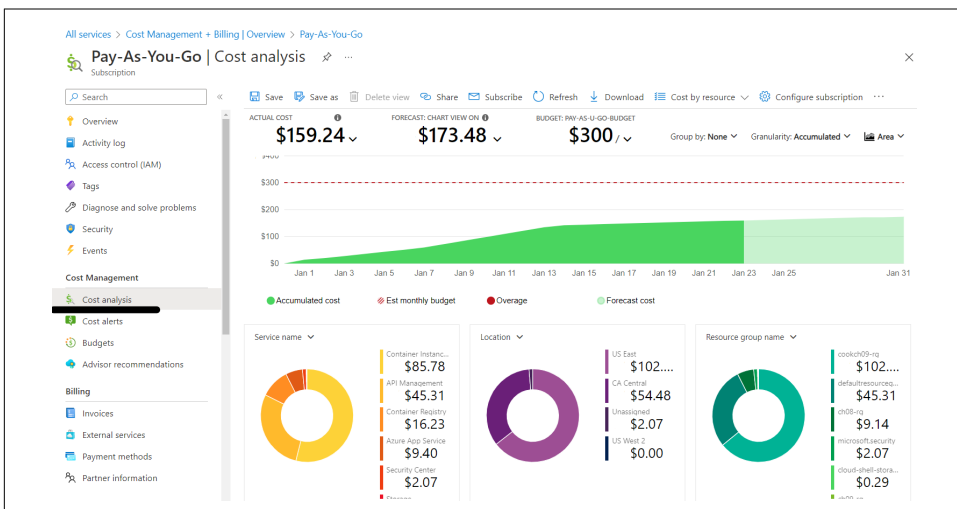 All services > Cost Management + Billing | Overview > Pay-As-You-Go
Pay-As-You-Go | Cost analysis
Subscription
Search
Overview
Activity log
Access control (IAM)
Tags
Diagnose and solve problems
Security
Events
Cost Management
Cost analysis
Cost alerts
Budgets
Advisor recommendations
Billing
Invoices
External services
Payment methods
Partner information
Save Save as Delete view Share Subscribe Refresh Download Cost by resource Configure subscription ...
ACTUAL COST FORECAST: CHART VIEW ON BUDGET: PAY-AS-U-GO-BUDGET
$159.24 $173.48 $300 /
Group by: None Granularity: Accumulated Area
$400
$300
$200
$100
$0
Jan 1 Jan 3 Jan 5 Jan 7 Jan 9 Jan 11 Jan 13 Jan 15 Jan 17 Jan 19 Jan 21 Jan 23 Jan 25 Jan 31
Accumulated cost Est monthly budget Overage Forecast cost
Service name
Container Instanc...
$85.78
API Management
$45.31
Container Registry
$16.23
Azure App Service
$9.40
Security Center
$2.07
Storage
Location
US East
$102....
CA Central
$54.48
Unassigned
$2.07
US West 2
$0.00
Resource group name
cookch09-rg
$102....
defaultresourceg...
$45.31
ch08-rg
$9.14
microsoft.security
$2.07
cloud-shell-stora...
$0.29